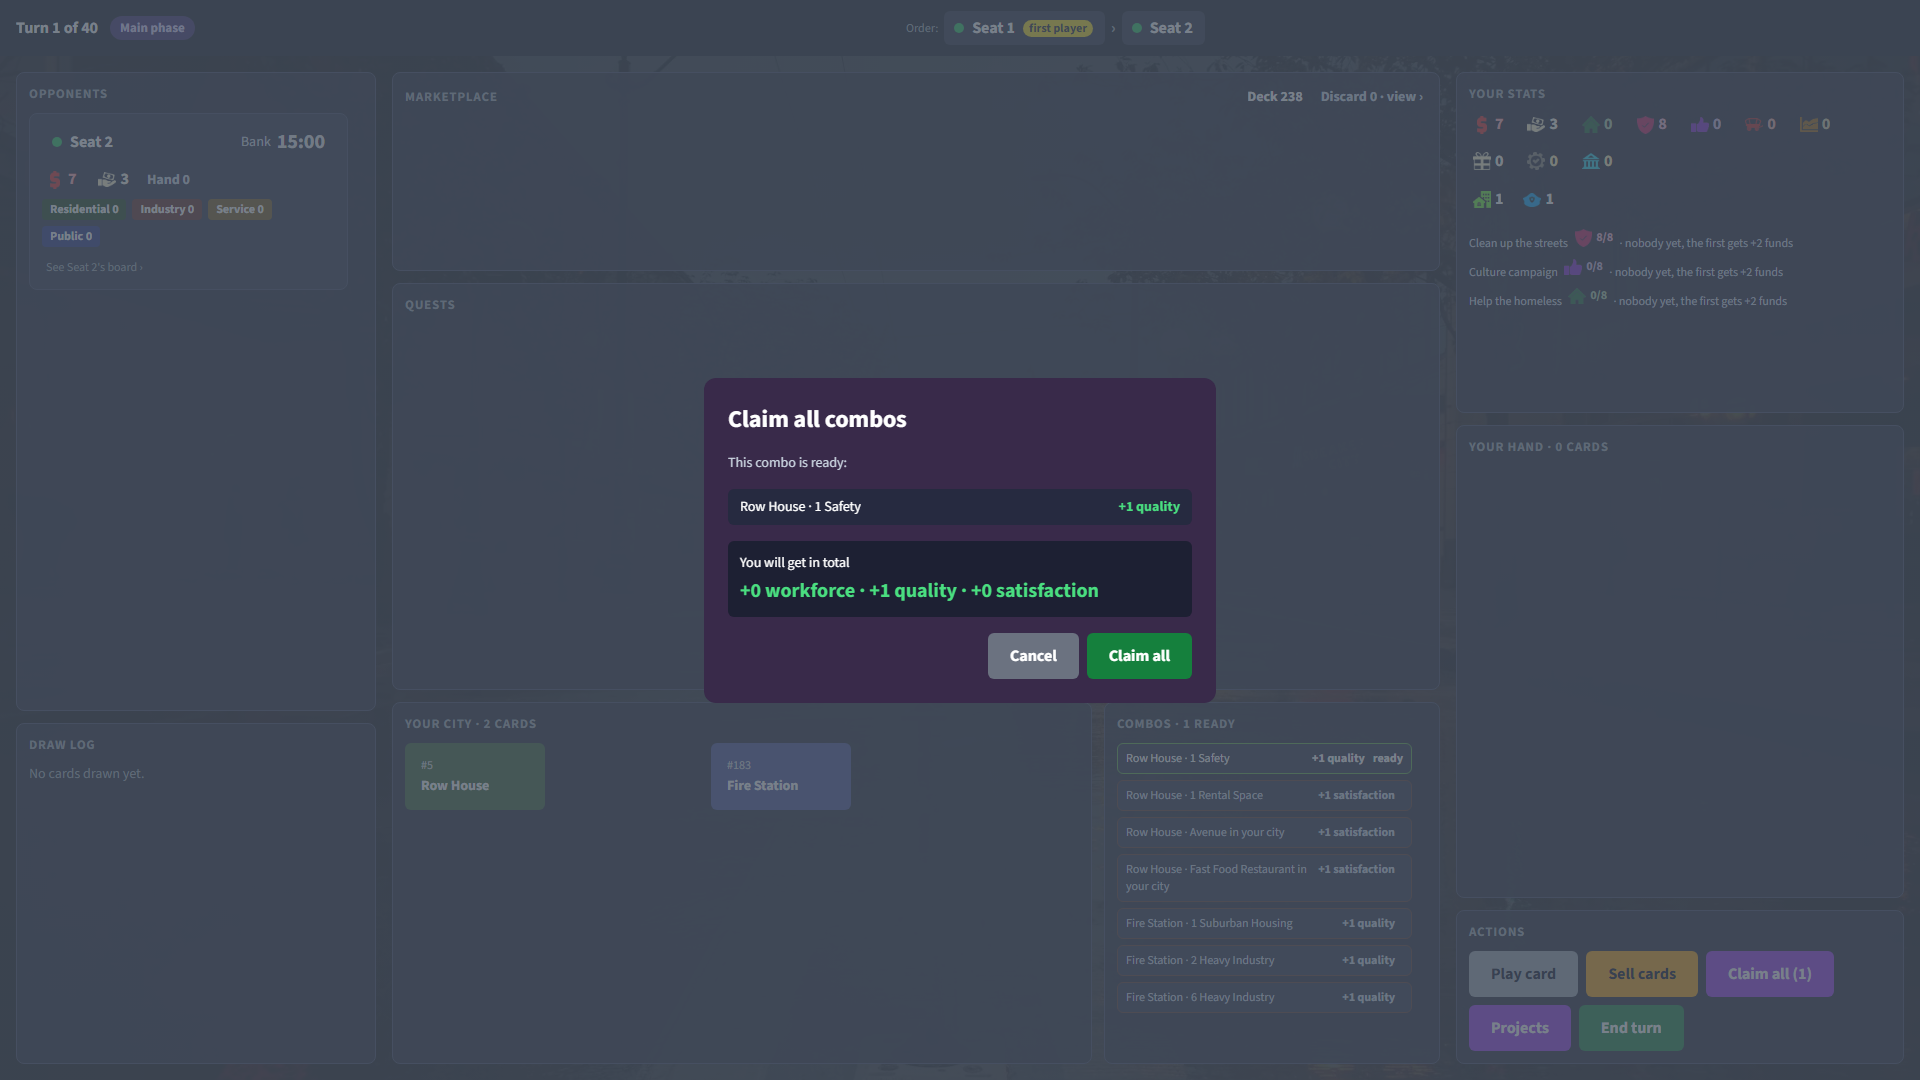 Turn 1 of 40 Main phase
Order: Seat 1 first player › Seat 2
OPPONENTS
Seat 2 Bank 15:00
7 3 Hand 0
Residential 0 Industry 0 Service 0
Public 0
See Seat 2's board ›
DRAW LOG
No cards drawn yet.
MARKETPLACE Deck 238 Discard 0 · view ›
QUESTS
Claim all combos
This combo is ready:
Row House · 1 Safety +1 quality
You will get in total
+0 workforce · +1 quality · +0 satisfaction
Cancel Claim all
YOUR CITY · 2 CARDS
#5
Row House
#183
Fire Station
COMBOS · 1 READY
Row House · 1 Safety +1 quality ready
Row House · 1 Rental Space +1 satisfaction
Row House · Avenue in your city +1 satisfaction
Row House · Fast Food Restaurant in +1 satisfaction
your city
Fire Station · 1 Suburban Housing +1 quality
Fire Station · 2 Heavy Industry +1 quality
Fire Station · 6 Heavy Industry +1 quality
YOUR STATS
7 3 0 8 0 0 0
0 0 0
1 1
Clean up the streets 8/8 · nobody yet, the first gets +2 funds
Culture campaign 0/8 · nobody yet, the first gets +2 funds
Help the homeless 0/8 · nobody yet, the first gets +2 funds
YOUR HAND · 0 CARDS
ACTIONS
Play card Sell cards Claim all (1)
Projects End turn